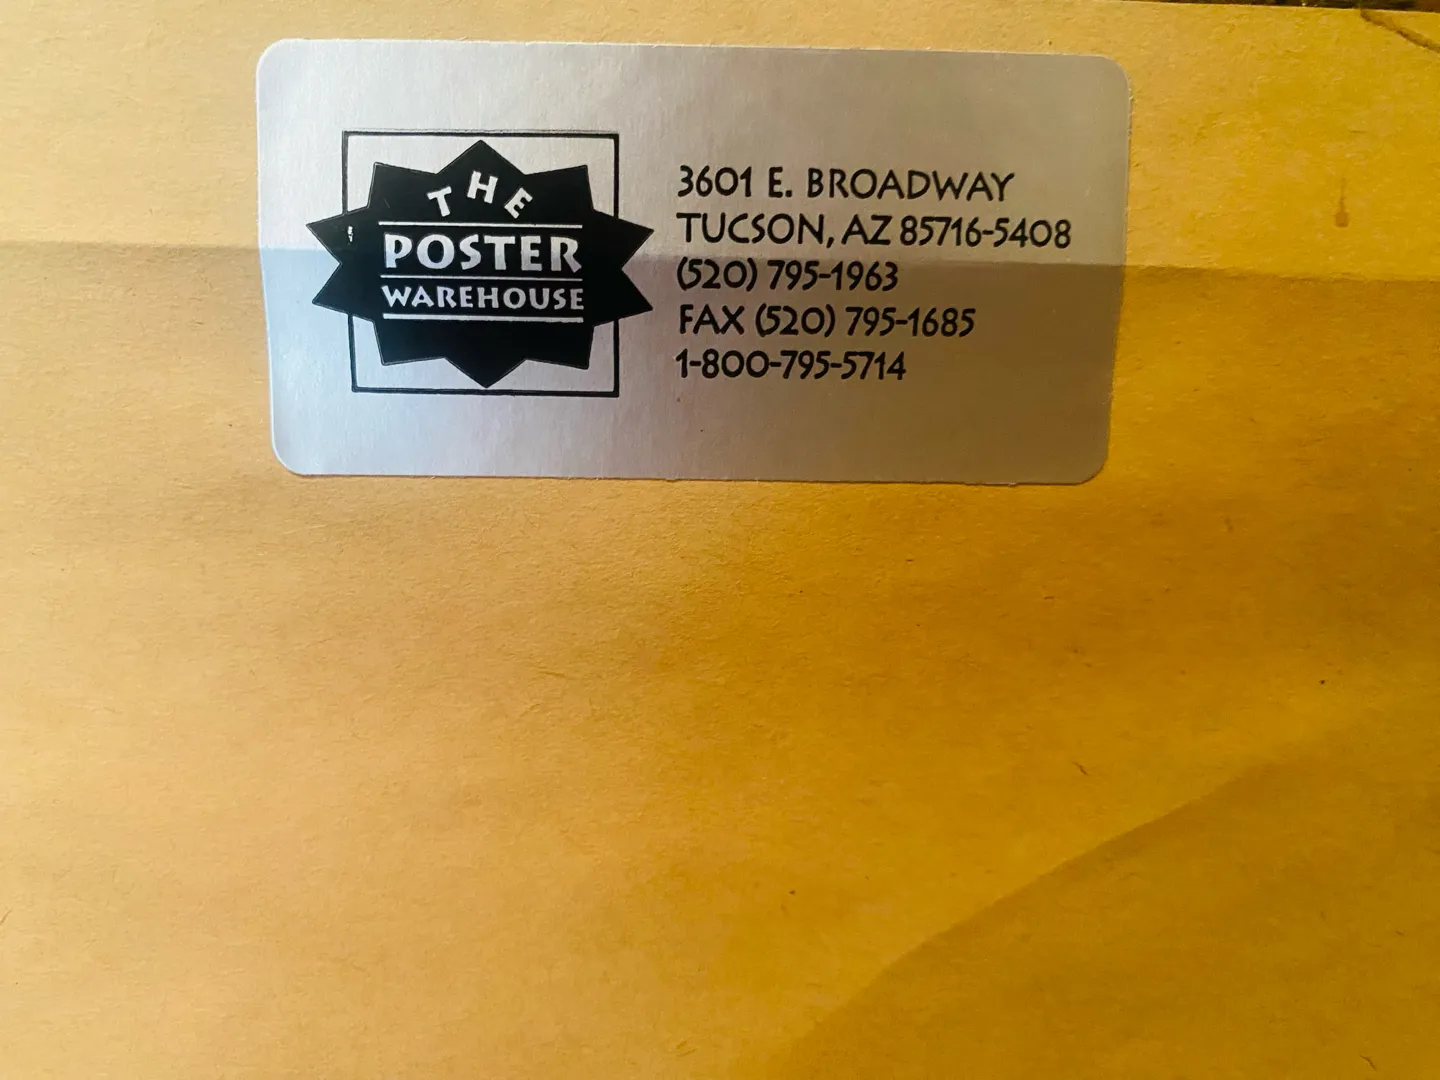 THE
POSTER
WAREHOUSE
3601 E. BROADWAY
TUCSON, AZ 85716-5408
(520) 795-1963
FAX (520) 795-1685
1-800-795-5714